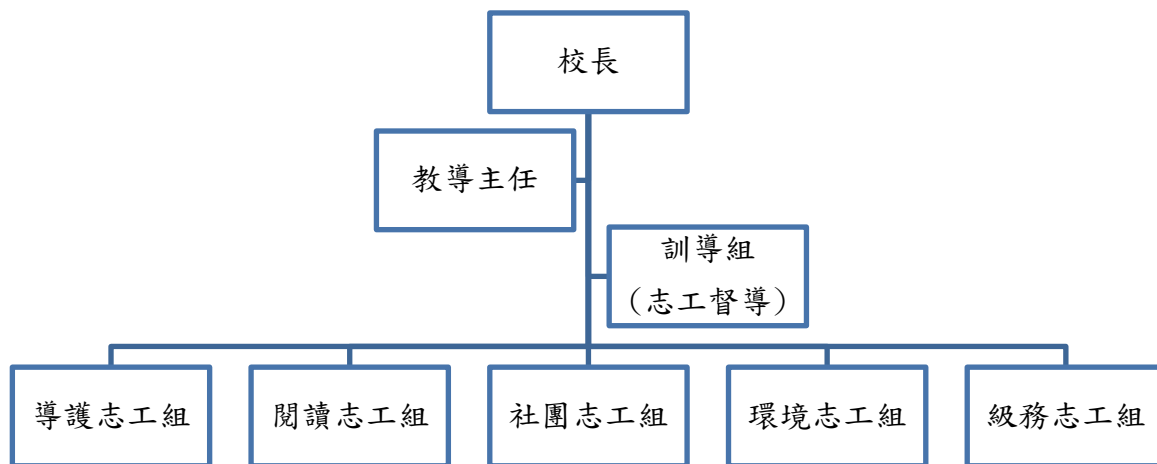 校長
教導主任
訓導組
(志工督導)
導護志工組
閱讀志工組
社團志工組
環境志工組
級務志工組